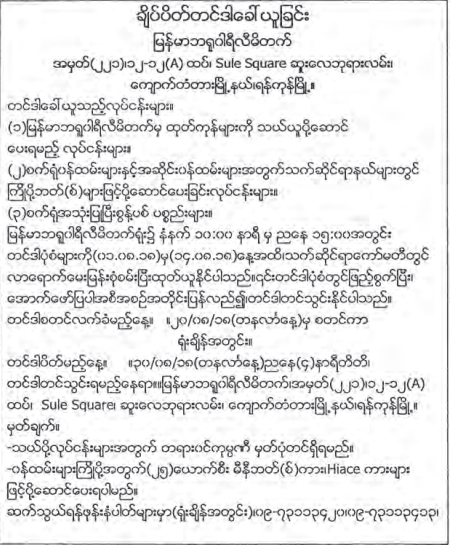 ချိပ်ပိတ်တင်ဒါခေါ်ယူခြင်း
မြန်မာဘရူဝါရီလီမိတက်
အမှတ်(၂၂၁)၊၁၂-၁၂(A) ထပ်၊ Sule Square ဆူးလေဘုရားလမ်း၊
ကျောက်တံတားမြို့နယ်၊ရန်ကုန်မြို့။
တင်ဒါခေါ်ယူသည့်လုပ်ငန်းများ။
(၁)မြန်မာဘရူဝါရီလီမိတက်မှ ထုတ်ကုန်များကို သယ်ယူပို့ဆောင်
ပေးရမည့် လုပ်ငန်းများ။
(၂)စက်ရုံဝန်ထမ်းများနှင့်အဆိုင်းဝန်ထမ်းများအတွက်သက်ဆိုင်ရာနယ်များတွင်
ကြိုပို့ဘတ်(စ်)များဖြင့်ပို့ဆောင်ပေးခြင်းလုပ်ငန်းများ။
(၃)စက်ရုံအသုံးပြုပြီးစွန့်ပစ် ပစ္စည်းများ။
မြန်မာဘရူဝါရီလီမိတက်ရုံး၌ နံနက် ၁၀:၀၀ နာရီ မှ ညနေ ၁၅:၀၀အတွင်း
တင်ဒါပုံစံများကို(၀၁.၀၈.၁၈)မှ(၁၄.၀၈.၁၈)နေ့အထိ၊သက်ဆိုင်ရာကော်မတီတွင်
လာရောက်မေးမြန်းစုံစမ်းပြီးထုတ်ယူနိုင်ပါသည်။၎င်းတင်ဒါပုံစံတွင်ဖြည့်စွက်ပြီး၊
အောက်ဖော်ပြပါအစီအစဉ်အတိုင်းပြန်လည်၍တင်ဒါတင်သွင်းနိုင်ပါသည်။
တင်ဒါစတင်လက်ခံမည့်နေ့။ ။၂၀/၀၈/၁၈(တနင်္လာနေ့)မှ စတင်ကာ
ရုံးချိန်အတွင်း။
တင်ဒါပိတ်မည့်နေ့။ ။၃၀/၀၈/၁၈(တနင်္လာနေ့)ညနေ(၄)နာရီတိတိ၊
တင်ဒါတင်သွင်းရမည့်နေရာ။ ။မြန်မာဘရူဝါရီလီမိတက်၊အမှတ်(၂၂၁)၊၁၂-၁၂(A)
ထပ်၊ Sule Square၊ ဆူးလေဘုရားလမ်း၊ ကျောက်တံတားမြို့နယ်၊ရန်ကုန်မြို့။
မှတ်ချက်။
-သယ်ပို့လုပ်ငန်းများအတွက် တရားဝင်ကုမ္ပဏီ မှတ်ပုံတင်ရှိရမည်။
-ဝန်ထမ်းများကြိုပို့အတွက်(၂၅)ယောက်စီး မီနီဘတ်(စ်)ကား၊Hiace ကားများ
ဖြင့်ပို့ဆောင်ပေးရပါမည်။
ဆက်သွယ်ရန်ဖုန်းနံပါတ်များမှာ(ရုံးချိန်အတွင်း)၊၀၉-၇၃၁၁၃၄၂၀၊၀၉-၇၃၁၁၃၄၁၃၊